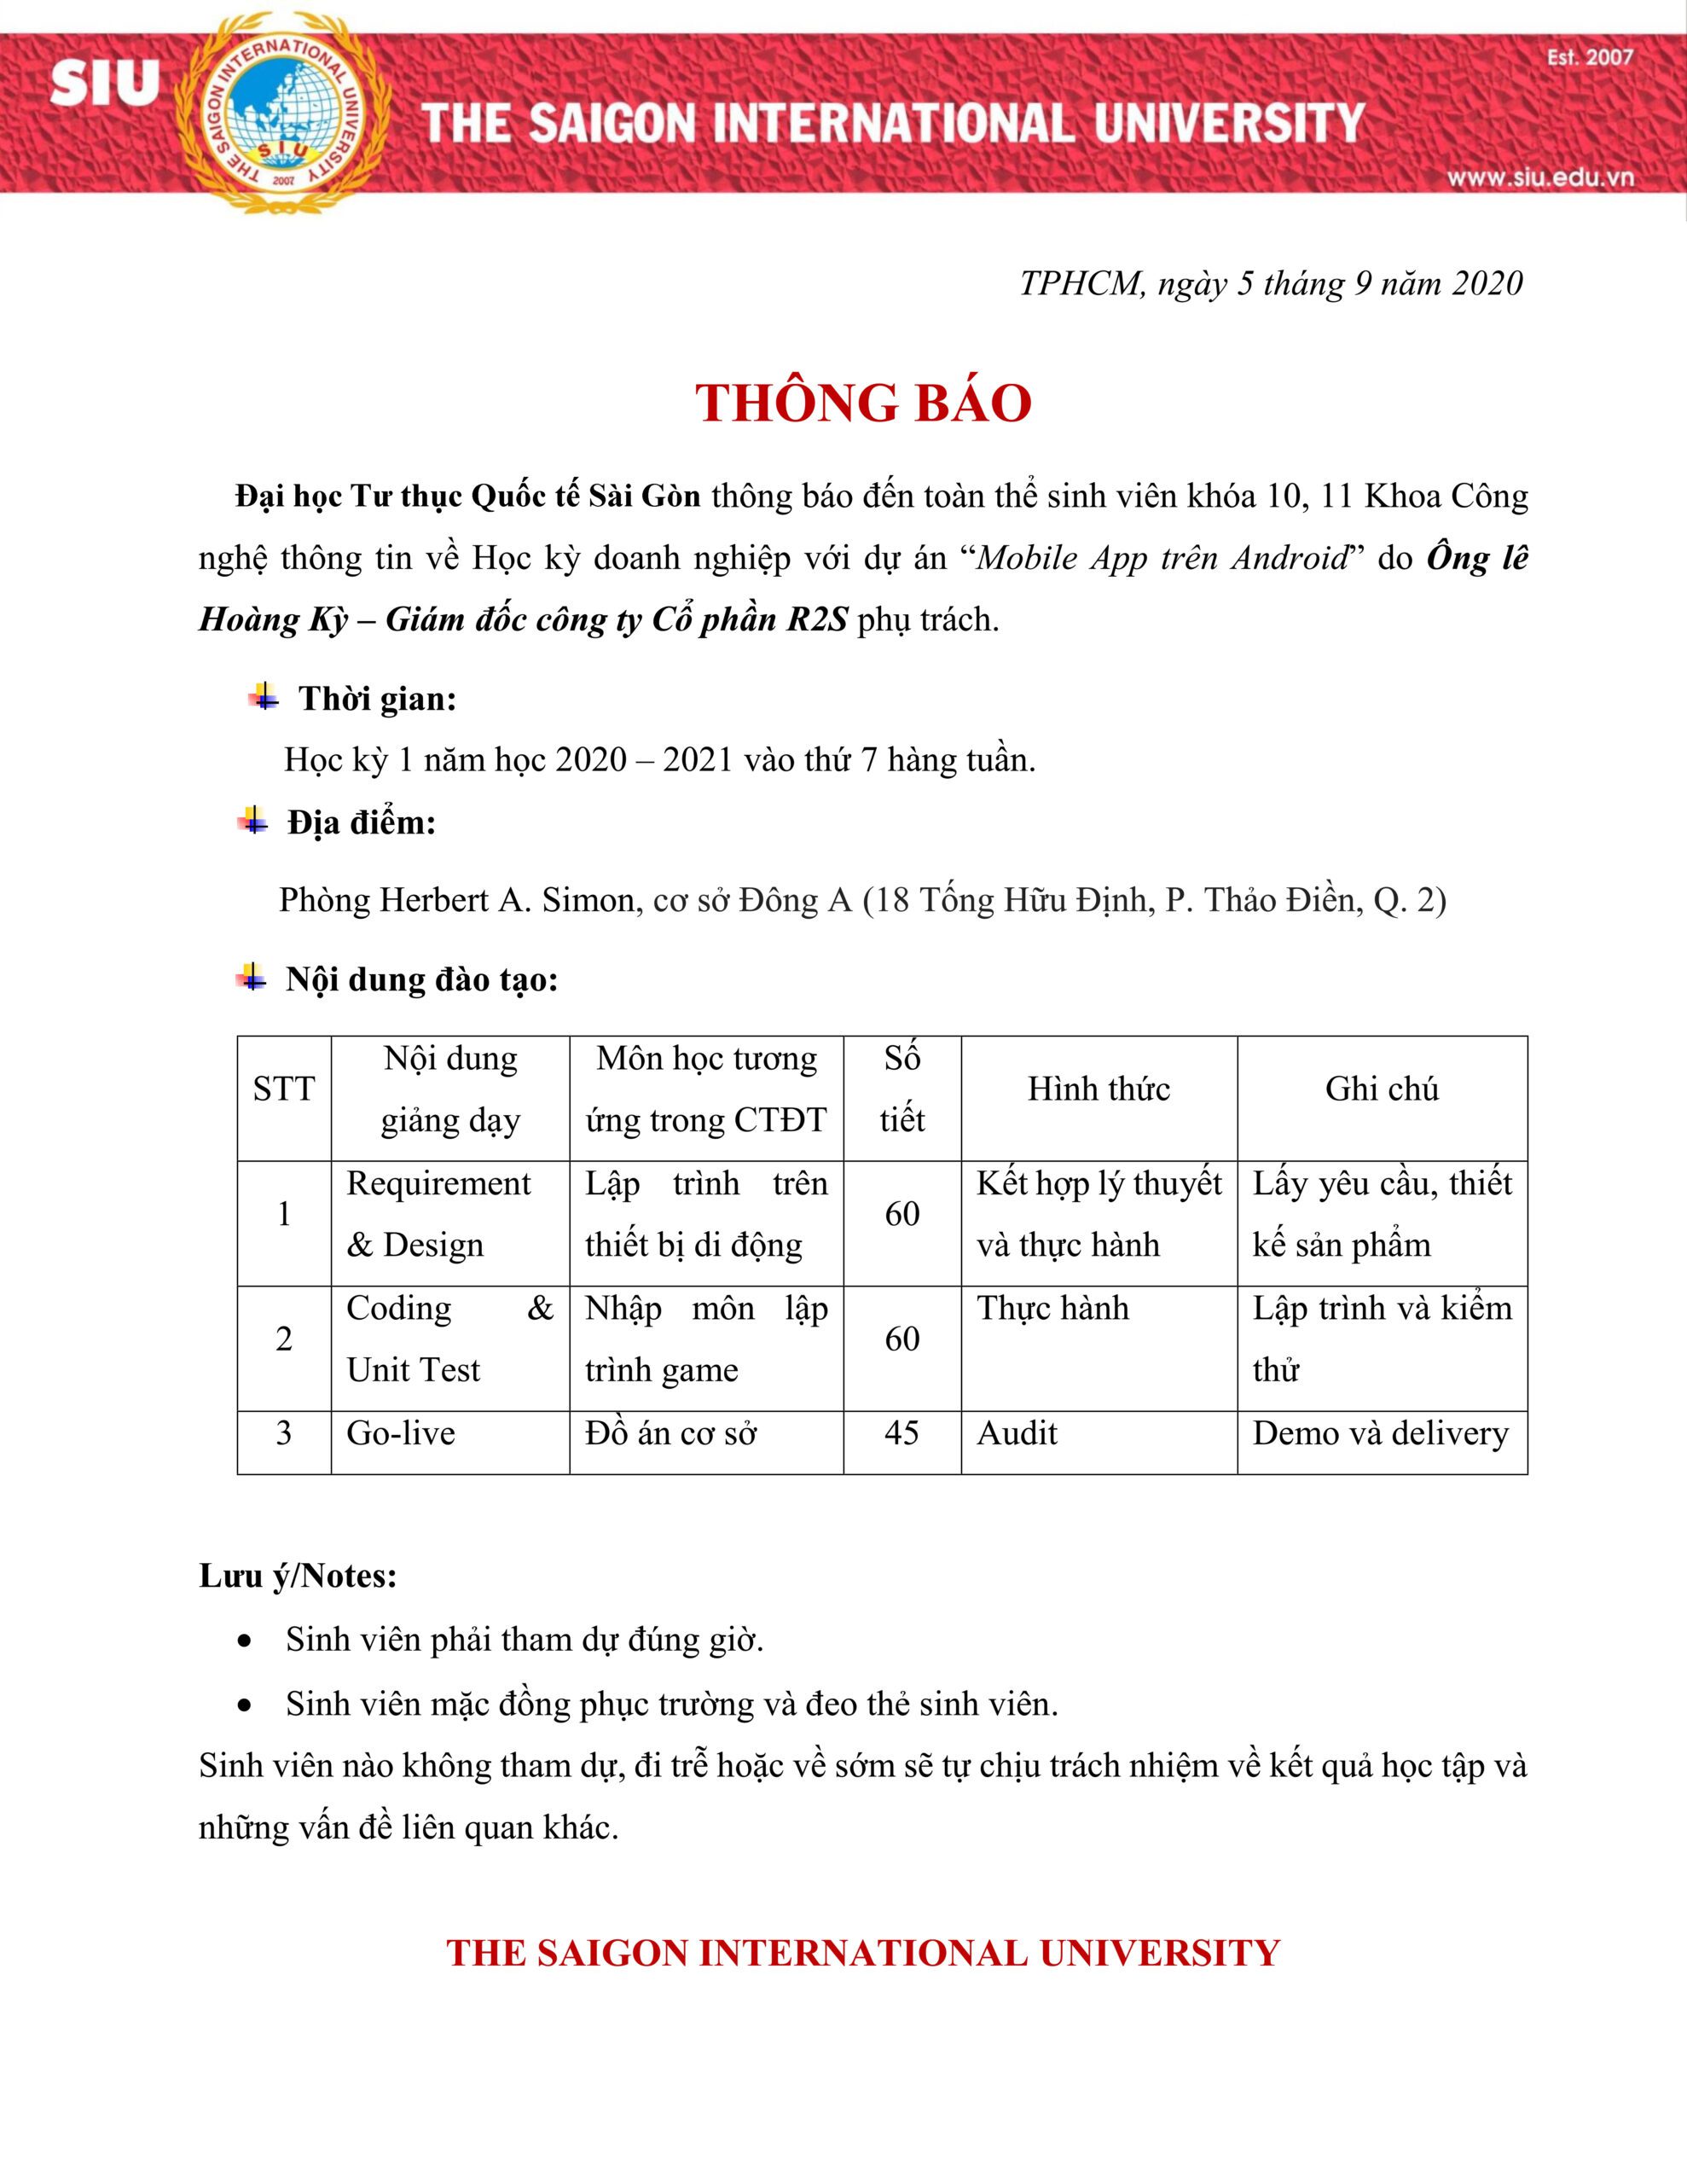 SIU
THE SAIGON INTERNATIONAL UNIVERSITY
SIU
2007
Est. 2007
THE SAIGON INTERNATIONAL UNIVERSITY
www.siu.edu.vn
TPHCM, ngày 5 tháng 9 năm 2020
THÔNG BÁO
Đại học Tư thục Quốc tế Sài Gòn thông báo đến toàn thể sinh viên khóa 10, 11 Khoa Công
nghệ thông tin về Học kỳ doanh nghiệp với dự án “Mobile App trên Android” do Ông lê
Hoàng Kỳ – Giám đốc công ty Cổ phần R2S phụ trách.
Thời gian:
Học kỳ 1 năm học 2020 – 2021 vào thứ 7 hàng tuần.
Địa điểm:
Phòng Herbert A. Simon, cơ sở Đông A (18 Tống Hữu Định, P. Thảo Điền, Q. 2)
Nội dung đào tạo:
STT
Nội dung
giảng dạy
Môn học tương
ứng trong CTĐT
Số
tiết
Hình thức
Ghi chú
1
Requirement
& Design
Lập trình trên
thiết bị di động
60
Kết hợp lý thuyết
và thực hành
Lấy yêu cầu, thiết
kế sản phẩm
2
Coding &
Unit Test
Nhập môn lập
trình game
60
Thực hành
Lập trình và kiểm
thử
3
Go-live
Đồ án cơ sở
45
Audit
Demo và delivery
Lưu ý/Notes:
• Sinh viên phải tham dự đúng giờ.
• Sinh viên mặc đồng phục trường và đeo thẻ sinh viên.
Sinh viên nào không tham dự, đi trễ hoặc về sớm sẽ tự chịu trách nhiệm về kết quả học tập và
những vấn đề liên quan khác.
THE SAIGON INTERNATIONAL UNIVERSITY